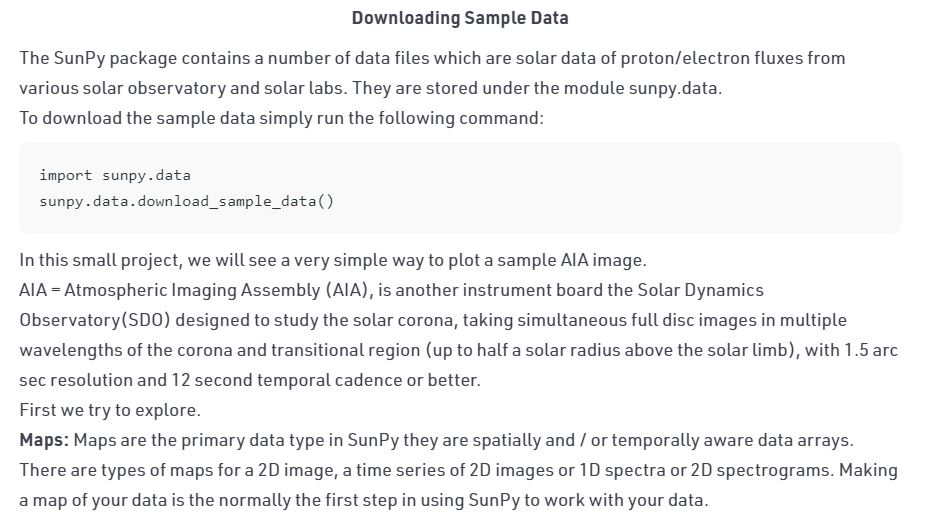 Downloading Sample Data
The SunPy package contains a number of data files which are solar data of proton/electron fluxes from
various solar observatory and solar labs. They are stored under the module sunpy.data.
To download the sample data simply run the following command:
import sunpy.data
sunpy.data.download_sample_data()
In this small project, we will see a very simple way to plot a sample AIA image.
AIA = Atmospheric Imaging Assembly (AIA), is another instrument board the Solar Dynamics
Observatory(SDO) designed to study the solar corona, taking simultaneous full disc images in multiple
wavelengths of the corona and transitional region (up to half a solar radius above the solar limb), with 1.5 arc
sec resolution and 12 second temporal cadence or better.
First we try to explore.
Maps: Maps are the primary data type in SunPy they are spatially and / or temporally aware data arrays.
There are types of maps for a 2D image, a time series of 2D images or 1D spectra or 2D spectrograms. Making
a map of your data is the normally the first step in using SunPy to work with your data.